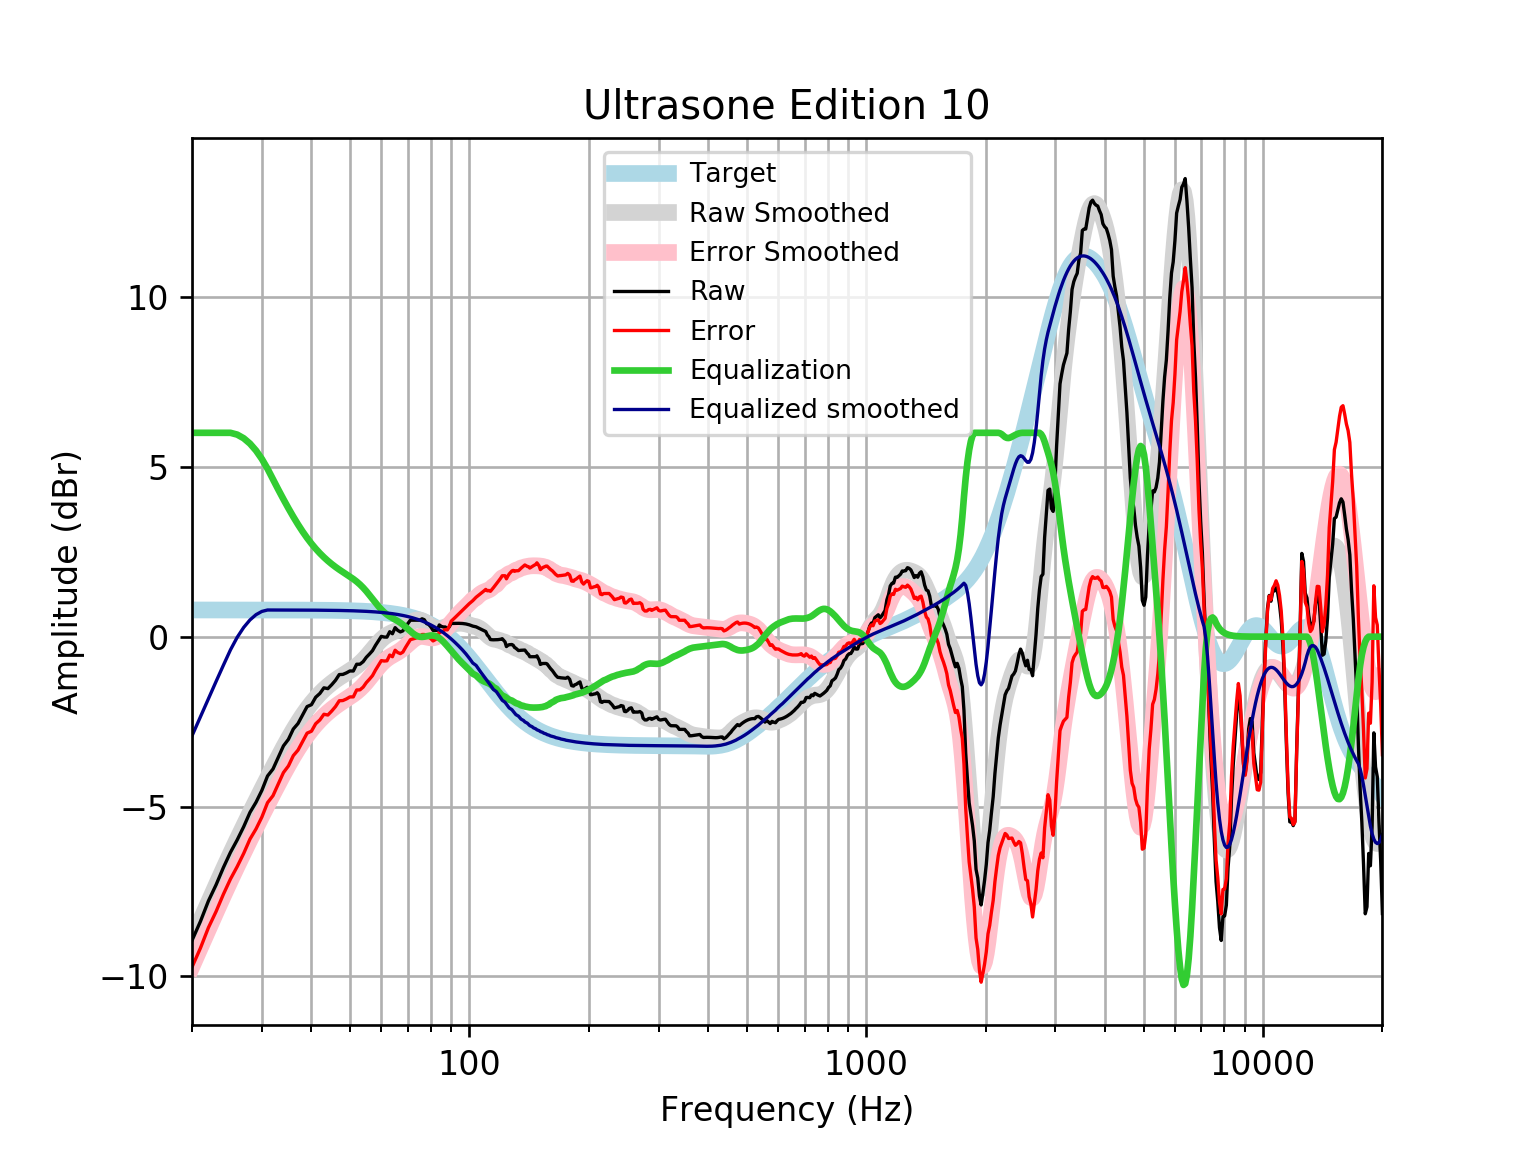 Ultrasone Edition 10
Target
Raw Smoothed
Error Smoothed
Raw
Error
Equalization
Equalized smoothed
10
5
0
−5
−10
Amplitude (dBr)
100 1000 10000
Frequency (Hz)